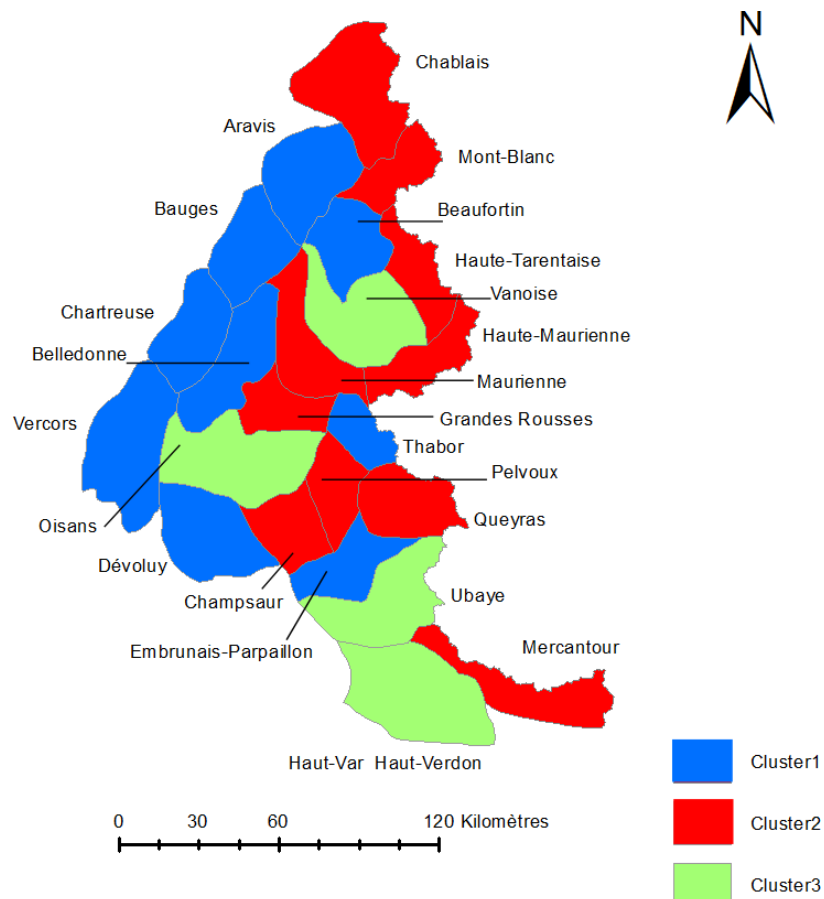 N
Chablais
Aravis
Mont-Blanc
Bauges
Beaufortin
Haute-Tarentaise
Vanoise
Chartreuse
Haute-Maurienne
Belledonne
Maurienne
Vercors
Grandes Rousses
Thabor
Pelvoux
Oisans
Queyras
Dévoluy
Champsaur
Ubaye
Embrunais-Parpaillon
Mercantour
Haut-Var Haut-Verdon
Cluster1
0 60 120 Kilomètres
Cluster2
Cluster3